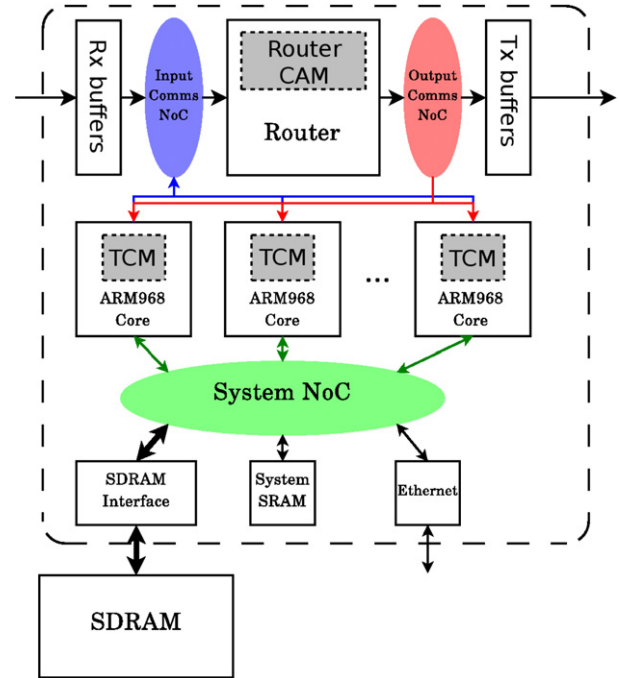 Rx buffers
Input
Comms
NoC
Router
CAM
Router
Output
Comms
NoC
Tx buffers
TCM
ARM968
Core
TCM
ARM968
Core
...
TCM
ARM968
Core
System NoC
SDRAM
Interface
System
SRAM
Ethernet
SDRAM